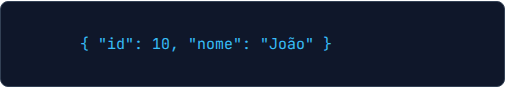 { "id": 10, "nome": "João" }